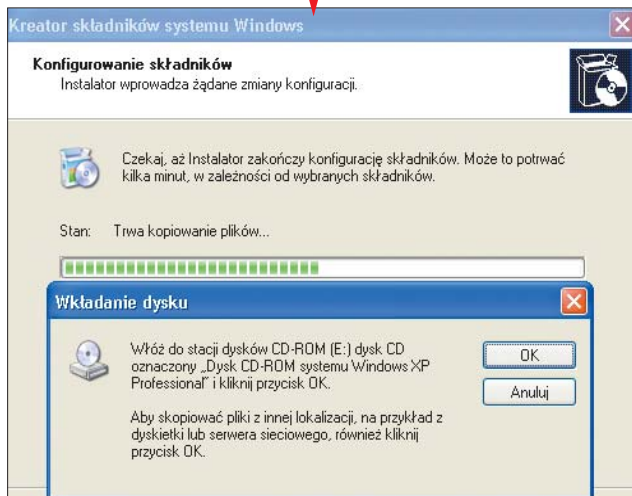 Kreator składników systemu Windows
Konfigurowanie składników
Instalator wprowadza żądane zmiany konfiguracji.
Czekaj, aż Instalator zakończy konfigurację składników. Może to potrwać
kilka minut, w zależności od wybranych składników.
Stan: Trwa kopiowanie plików...
Wkładanie dysku
Włóż do stacji dysków CD-ROM (E:) dysk CD
oznaczony „Dysk CD-ROM systemu Windows XP
Professional" i kliknij przycisk OK.
OK
Anuluj
Aby skopiować pliki z innej lokalizacji, na przykład z
dyskietki lub serwera sieciowego, również kliknij
przycisk OK.